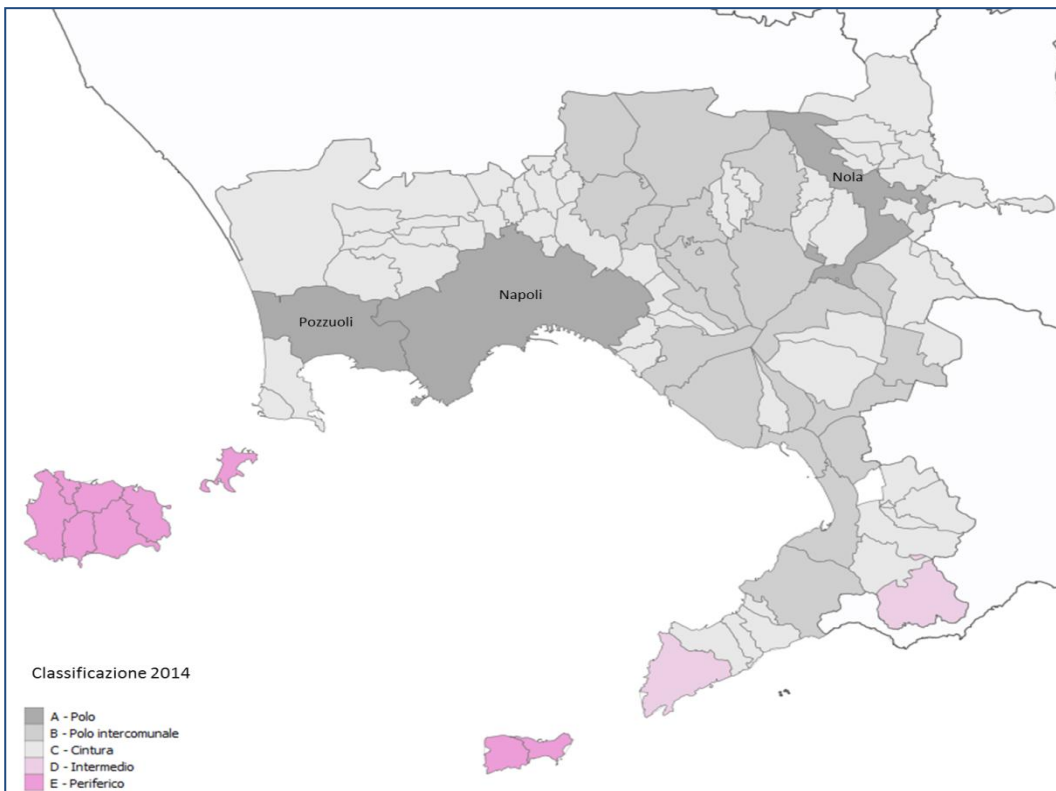 Nola
Napoli
Pozzuoli
Classificazione 2014
A - Polo
B - Polo intercomunale
C - Cintura
D - Intermedio
E - Periferico